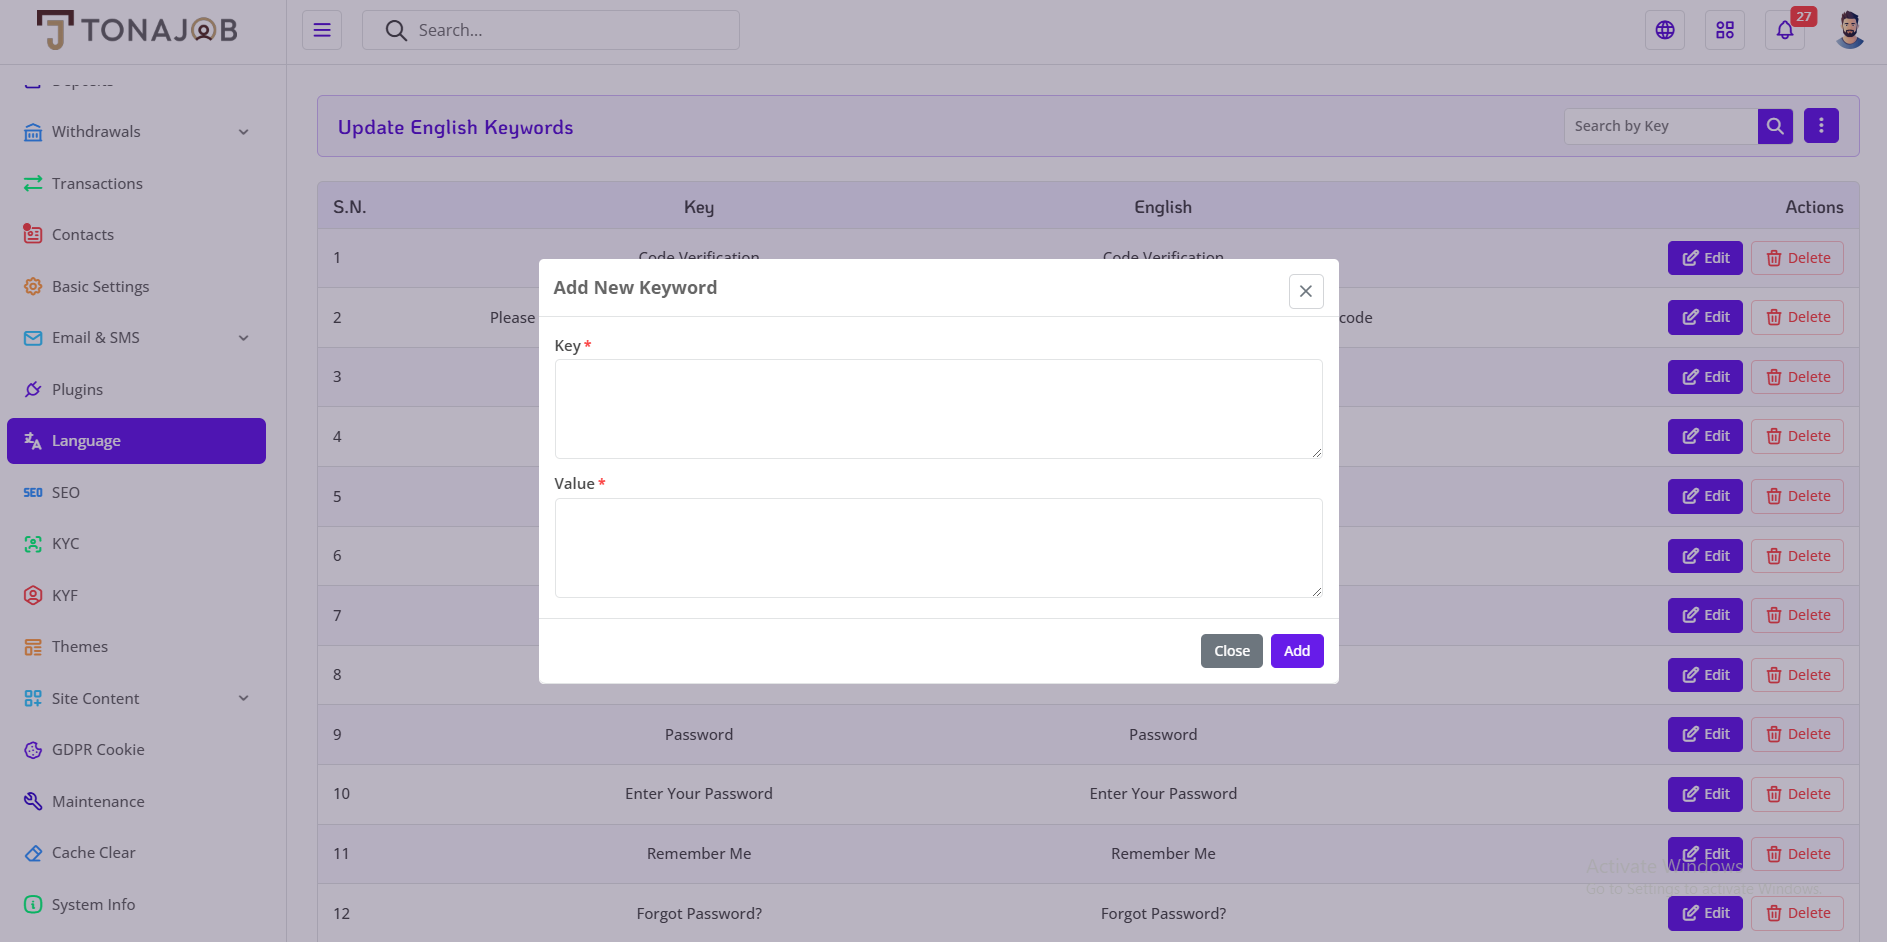 TONAJOB
Search...
27
Deposits
Withdrawals
Transactions
Contacts
Basic Settings
Email & SMS
Plugins
Language
SEO
SEO
KYC
KYF
Themes
Site Content
GDPR Cookie
Maintenance
Cache Clear
System Info
Update English Keywords
Search by Key
S.N. Key English Actions
1 Code Verification Code Verification Edit Delete
2 Please code Edit Delete
3 Edit Delete
4 Edit Delete
5 Edit Delete
6 Edit Delete
7 Edit Delete
8 Edit Delete
9 Password Password Edit Delete
10 Enter Your Password Enter Your Password Edit Delete
11 Remember Me Remember Me Edit Delete
12 Forgot Password? Forgot Password? Edit Delete
Add New Keyword
Key *
Value *
Close Add
Activate Windows
Go to Settings to activate Windows.